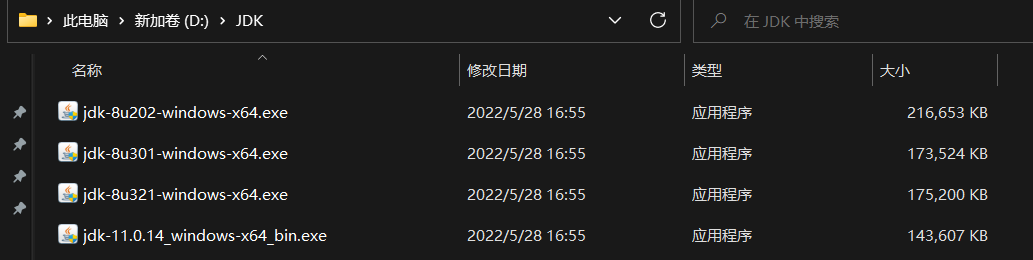 此电脑 新加卷 (D:) JDK 在 JDK 中搜索
名称 修改日期 类型 大小
jdk-8u202-windows-x64.exe 2022/5/28 16:55 应用程序 216,653 KB
jdk-8u301-windows-x64.exe 2022/5/28 16:55 应用程序 173,524 KB
jdk-8u321-windows-x64.exe 2022/5/28 16:55 应用程序 175,200 KB
jdk-11.0.14_windows-x64_bin.exe 2022/5/28 16:55 应用程序 143,607 KB